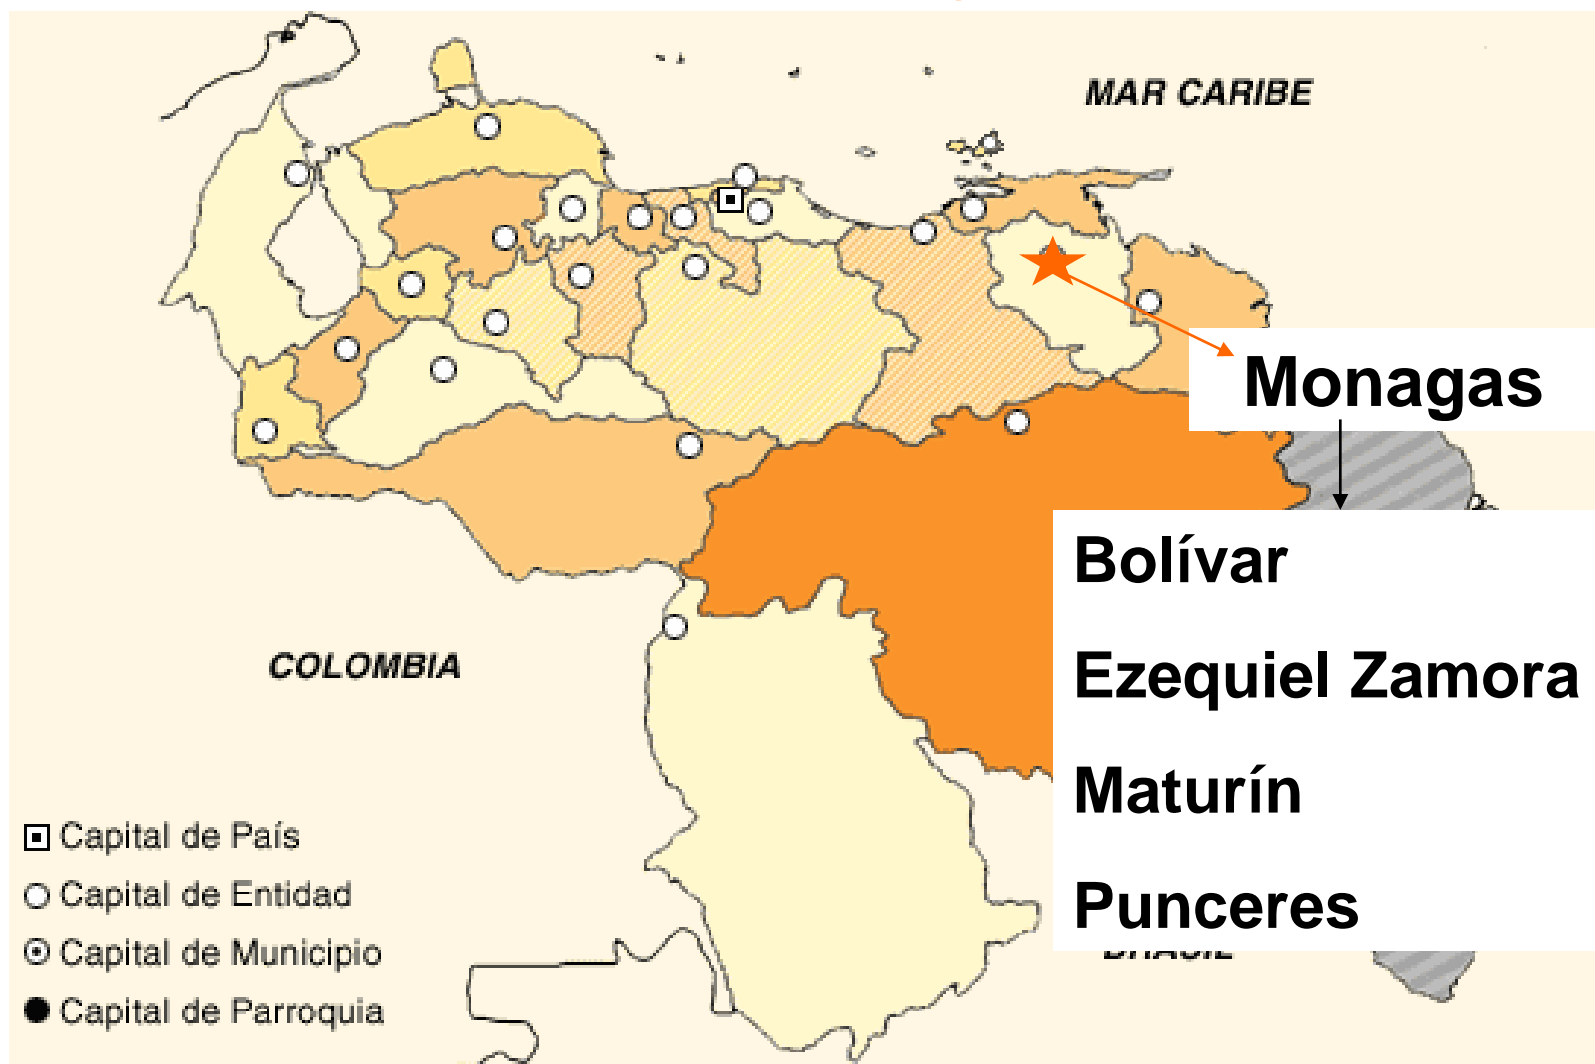 MAR CARIBE
Monagas
Bolívar
Ezequiel Zamora
Maturín
Punceres
COLOMBIA
BRASIL
Capital de País
Capital de Entidad
Capital de Municipio
Capital de Parroquia